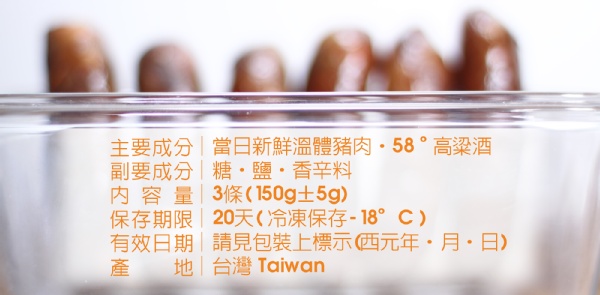 主要成分｜當日新鮮溫體豬肉・58°高粱酒
副要成分｜糖・鹽・香辛料
內容量｜3條(150g±5g)
保存期限｜20天(冷凍保存-18°C)
有效日期｜請見包裝上標示(西元年・月・日)
產地｜台灣 Taiwan